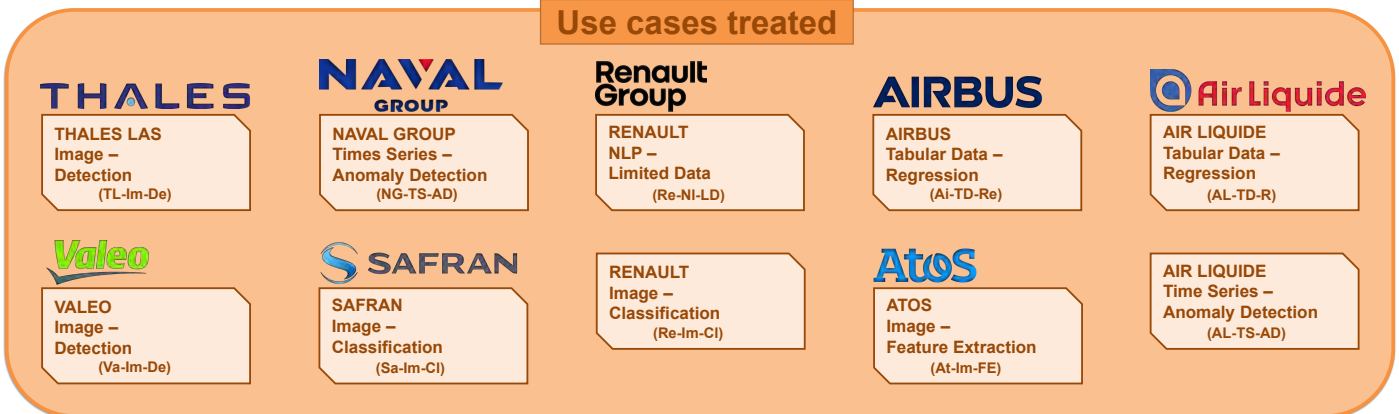 Use cases treated
THALES
THALES LAS
Image –
Detection
(TL-Im-De)
NAVAL
GROUP
NAVAL GROUP
Times Series –
Anomaly Detection
(NG-TS-AD)
Renault
Group
RENAULT
NLP –
Limited Data
(Re-NI-LD)
AIRBUS
AIRBUS
Tabular Data –
Regression
(Ai-TD-Re)
Air Liquide
AIR LIQUIDE
Tabular Data –
Regression
(AL-TD-R)
Valeo
VALEO
Image –
Detection
(Va-Im-De)
SAFRAN
SAFRAN
Image –
Classification
(Sa-Im-Cl)
RENAULT
Image –
Classification
(Re-Im-Cl)
Atos
ATOS
Image –
Feature Extraction
(At-Im-FE)
AIR LIQUIDE
Time Series –
Anomaly Detection
(AL-TS-AD)